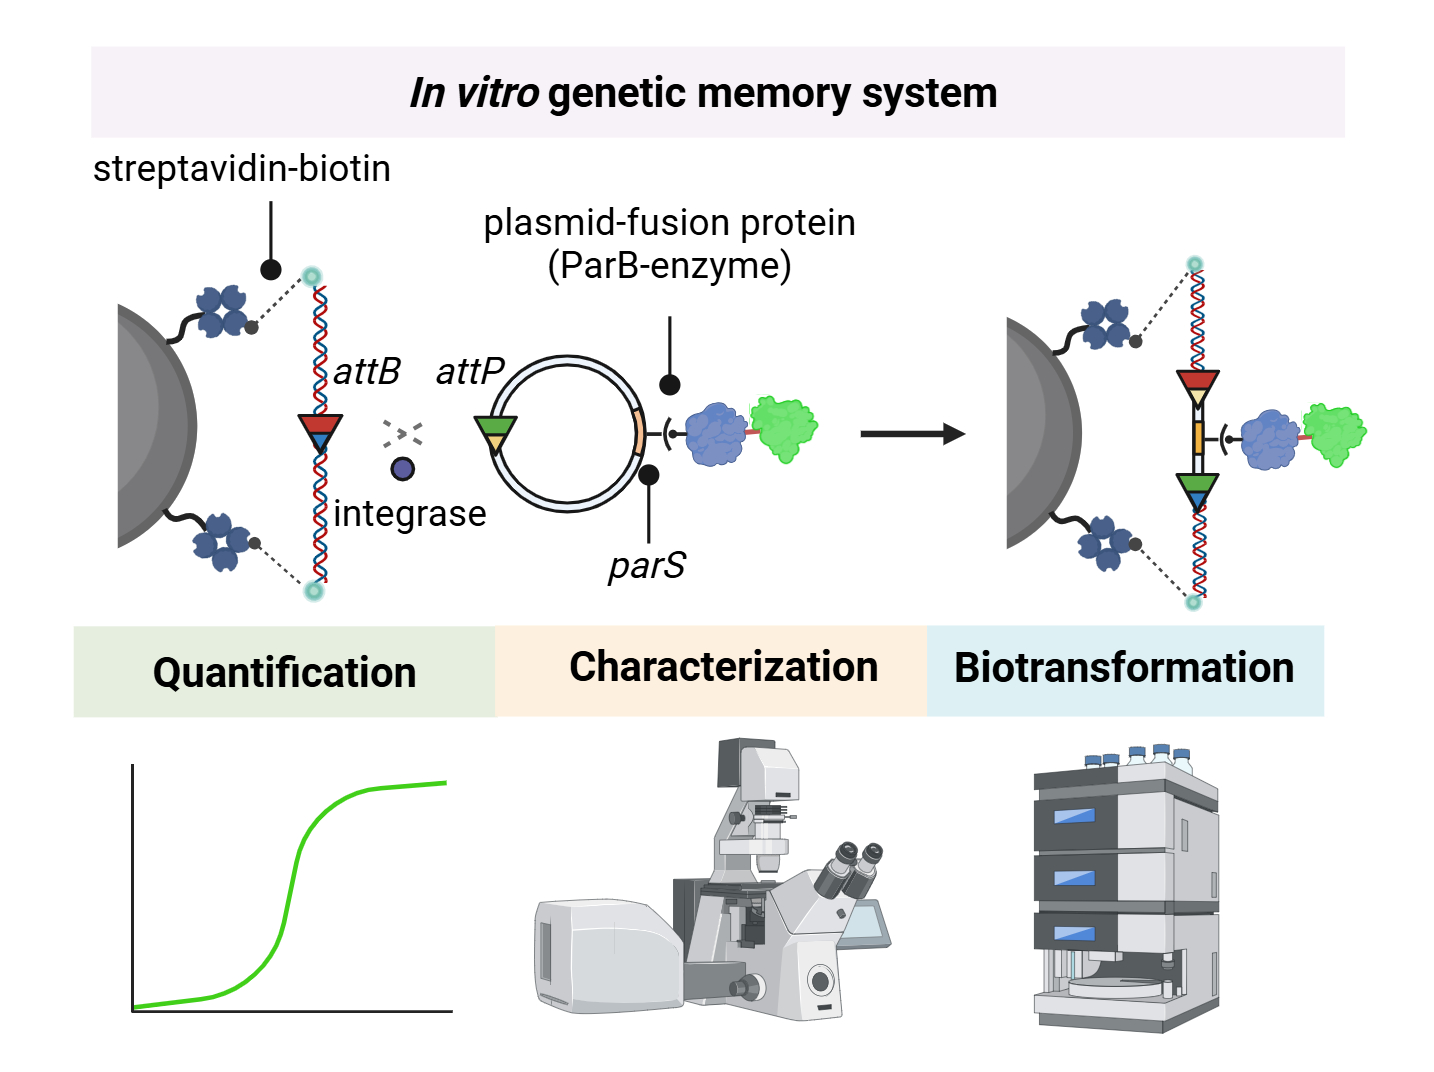 In vitro genetic memory system
streptavidin-biotin
plasmid-fusion protein
(ParB-enzyme)
attB
attP
integrase
parS
Quantification
Characterization
Biotransformation